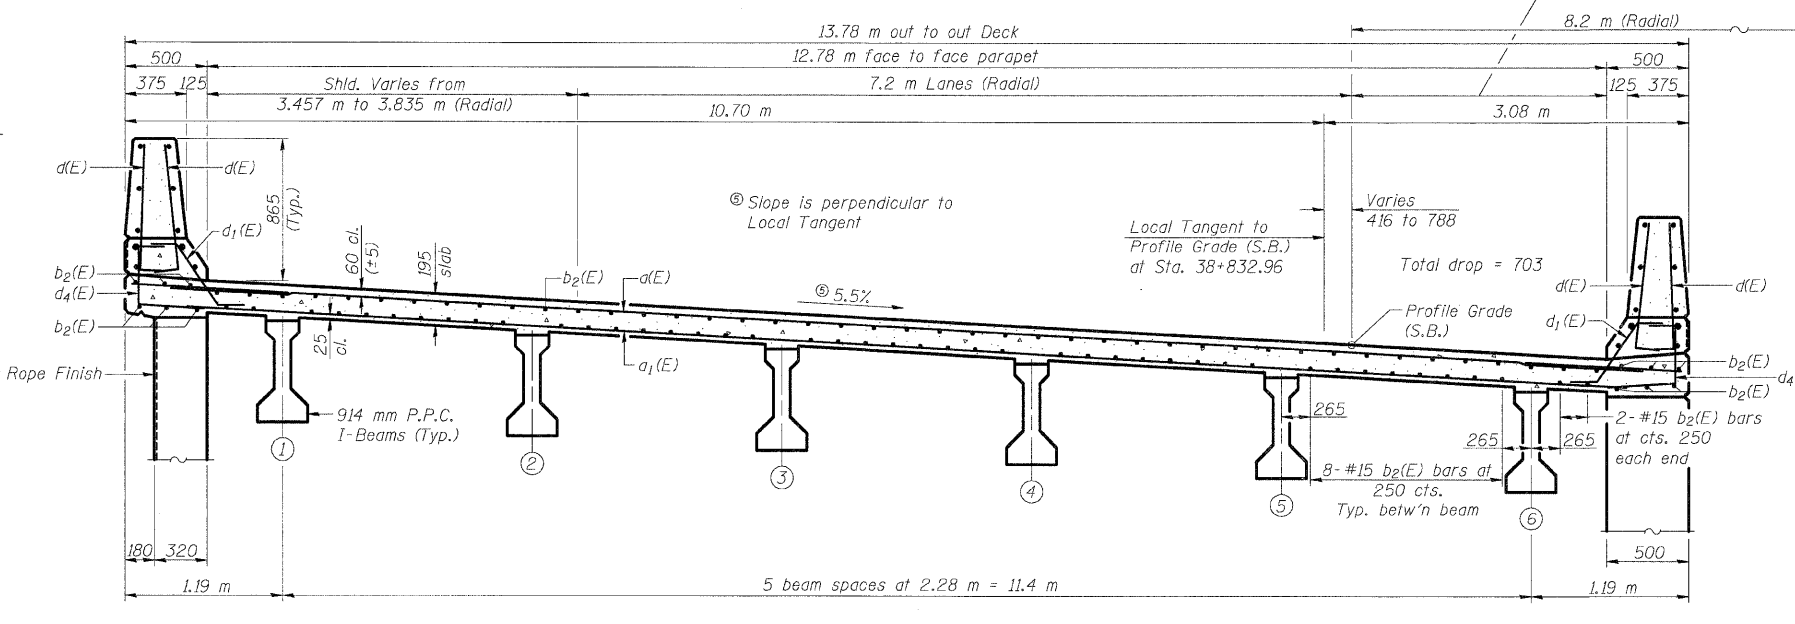 8.2 m (Radial)
13.78 m out to out Deck
12.78 m face to face parapet
500
500
375 125
Shld. Varies from
3.457 m to 3.835 m (Radial)
7.2 m Lanes (Radial)
125 375
10.70 m
3.08 m
d(E)
d(E)
865
(Typ.)
d1(E)
⑤ Slope is perpendicular to
Local Tangent
Varies
416 to 788
Local Tangent to
Profile Grade (S.B.)
at Sta. 38+832.96
Total drop = 703
60 cl.
(±5)
195
slab
b2(E)
d4(E)
b2(E)
b2(E)
a(E)
⑤ 5.5%
d(E)
d(E)
d1(E)
Profile Grade
(S.B.)
25
cl.
a1(E)
b2(E)
d4
b2(E)
Rope Finish
914 mm P.P.C.
I-Beams (Typ.)
265
265
265
2-#15 b2(E) bars
at cts. 250
each end
8-#15 b2(E) bars at
250 cts.
Typ. betw'n beam
1
2
3
4
5
6
180
320
500
1.19 m
5 beam spaces at 2.28 m = 11.4 m
1.19 m